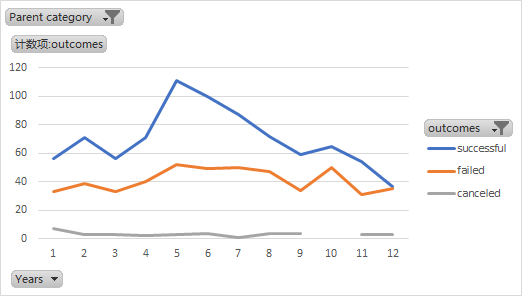 Parent category
计数项:outcomes
120
100
80
60
40
20
0
1 2 3 4 5 6 7 8 9 10 11 12
outcomes
successful
failed
canceled
Years